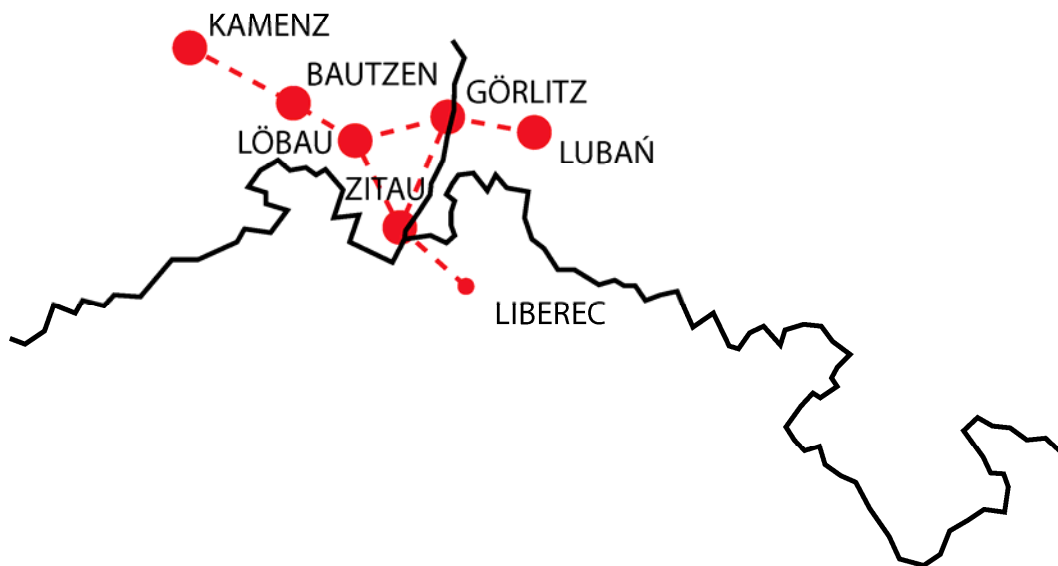 KAMENZ
BAUTZEN
GÖRLITZ
LÖBAU
LUBAŃ
ZITAU
LIBEREC